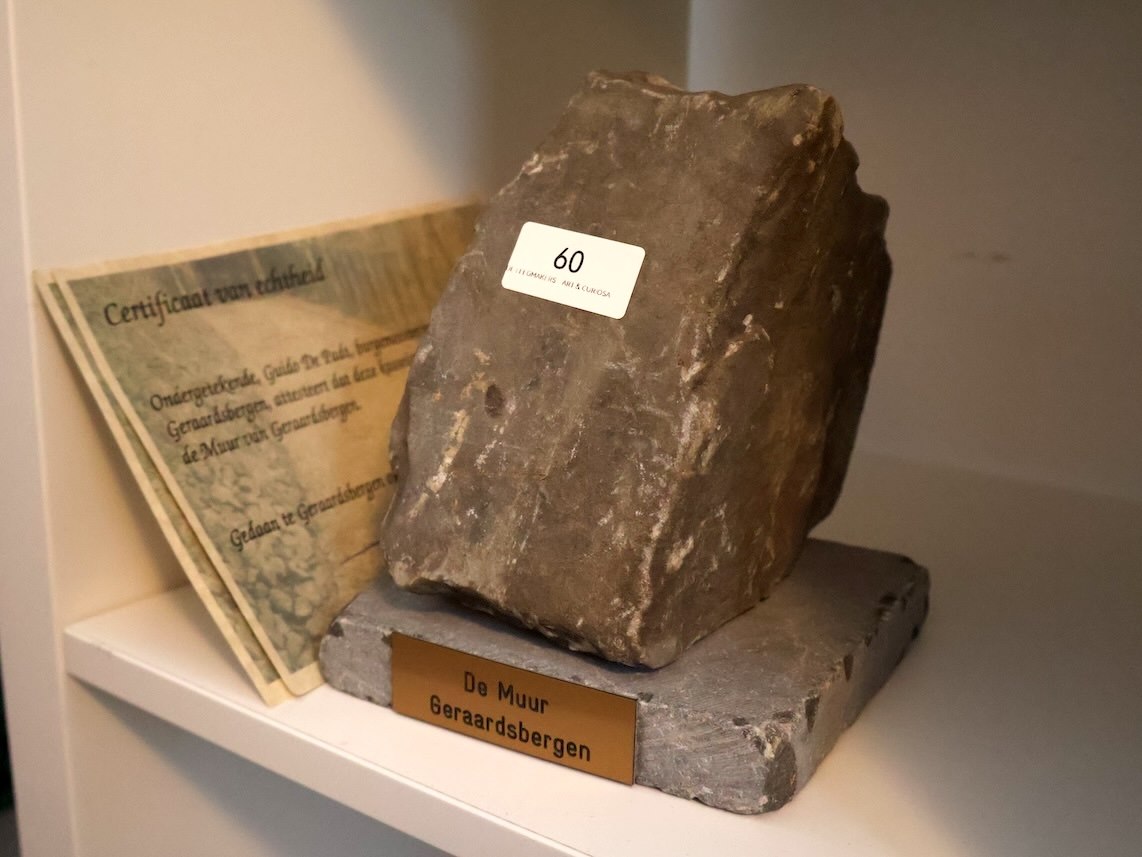 Certificaat van echtheid
Ondergetekende, Guido De Padt,
Geraardsbergen, attesteert dat deze
de Muur van Geraardsbergen.
Gedaan te Geraardsbergen
60
ART & CURIOSA
De Muur
Geraardsbergen